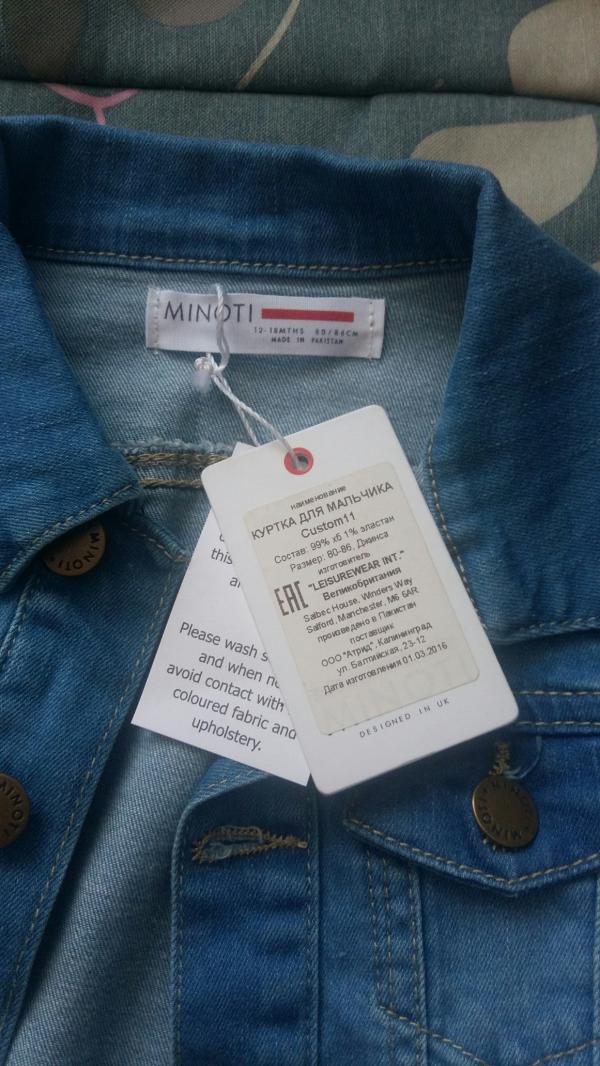 MINOTI
12-18MTHS 80/86CM
MADE IN PAKISTAN
наименование
КУРТКА ДЛЯ МАЛЬЧИКА
Custom11
Состав: 99% хб 1% эластан
Размер: 80-86, Джинса
изготовитель
EAC "LEISUREWEAR INT."
Великобритания
Salbec House, Winders Way
Salford, Manchester, M6 6AR
произведено в Пакистан
поставщик
ООО "Атрид", Калининград
ул. Балтийская, 23-12
Дата изготовления 01.03.2016
DESIGNED IN UK
this
Please wash
and when
avoid contact with
coloured fabric and
upholstery.
MINOTI
MINOTI
MINOTI